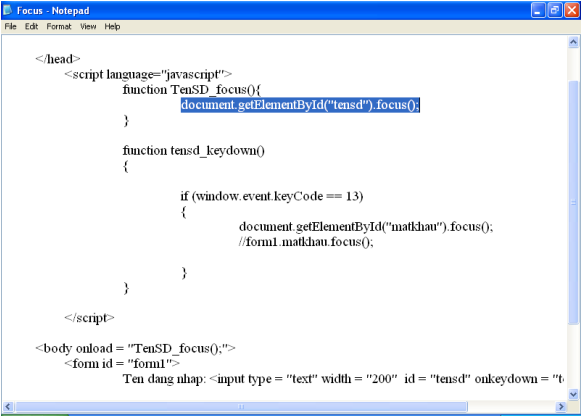 Focus - Notepad
File Edit Format View Help
</head>
<script language="javascript">
function TenSD_focus(){
document.getElementById("tensd").focus();
}
function tensd_keydown()
{
if (window.event.keyCode == 13)
{
document.getElementById("matkhau").focus();
//form1.matkhau.focus();
}
}
</script>
<body onload = "TenSD_focus();">
<form id = "form1">
Ten dang nhap: <input type = "text" width = "200" id = "tensd" onkeydown = "t